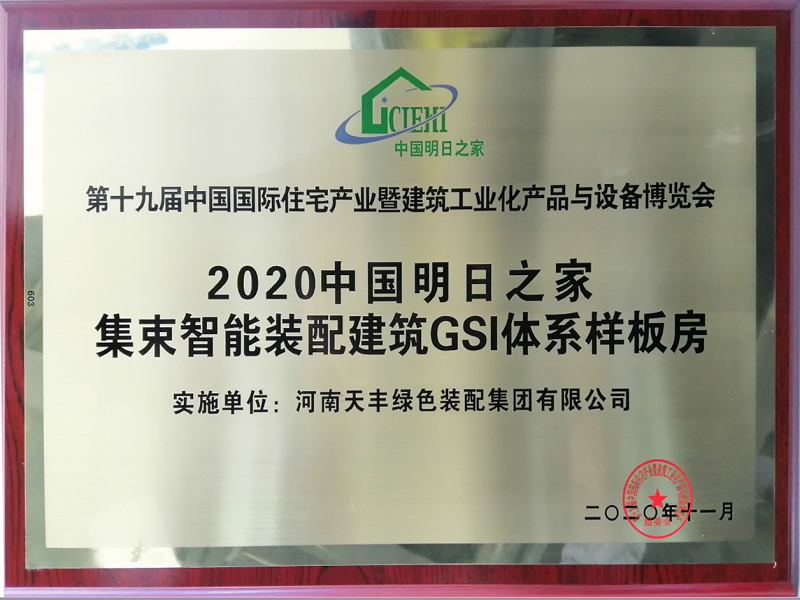 CIEHI
中国明日之家
第十九届中国国际住宅产业暨建筑工业化产品与设备博览会
2020中国明日之家
集束智能装配建筑GSI体系样板房
实施单位：河南天丰绿色装配集团有限公司
二〇二〇年十一月
组委会
603